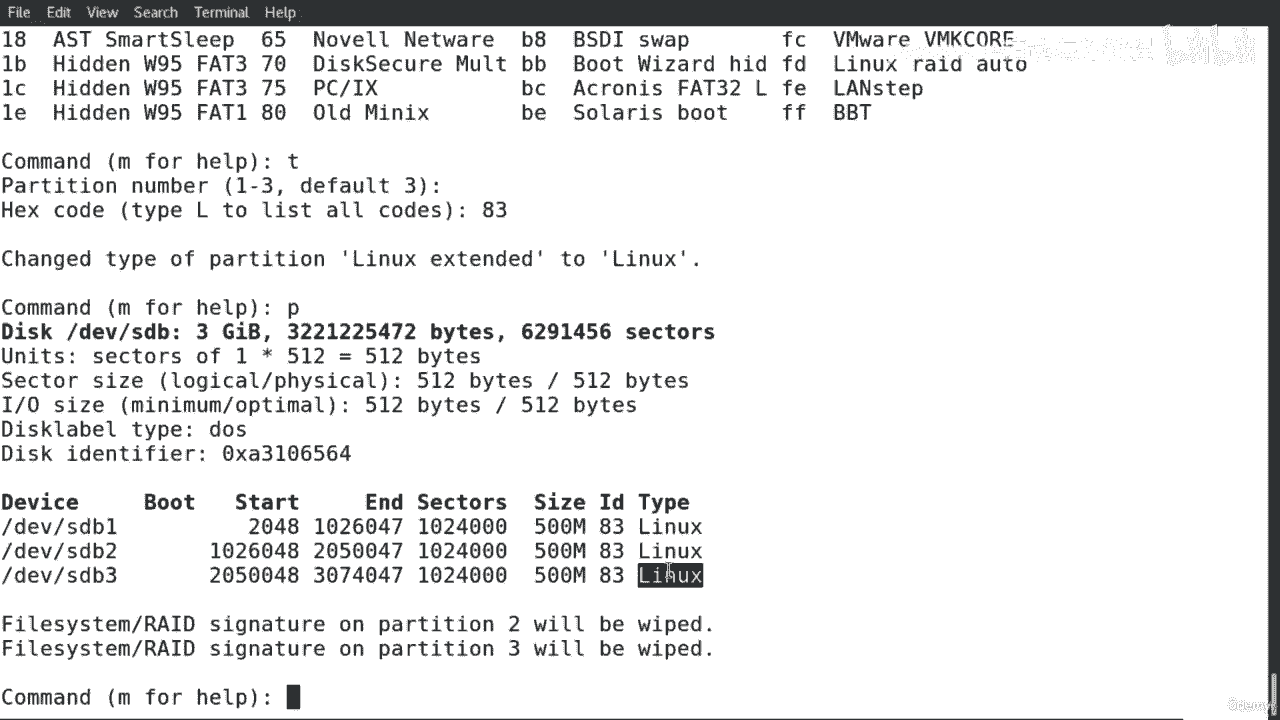 File Edit View Search Terminal Help
18 AST SmartSleep 65 Novell Netware b8 BSDI swap fc VMware VMKCORE
1b Hidden W95 FAT3 70 DiskSecure Mult bb Boot Wizard hid fd Linux raid auto
1c Hidden W95 FAT3 75 PC/IX bc Acronis FAT32 L fe LANstep
1e Hidden W95 FAT1 80 Old Minix be Solaris boot ff BBT
Command (m for help): t
Partition number (1-3, default 3):
Hex code (type L to list all codes): 83
Changed type of partition 'Linux extended' to 'Linux'.
Command (m for help): p
Disk /dev/sdb: 3 GiB, 3221225472 bytes, 6291456 sectors
Units: sectors of 1 * 512 = 512 bytes
Sector size (logical/physical): 512 bytes / 512 bytes
I/O size (minimum/optimal): 512 bytes / 512 bytes
Disklabel type: dos
Disk identifier: 0xa3106564
Device Boot Start End Sectors Size Id Type
/dev/sdb1 2048 1026047 1024000 500M 83 Linux
/dev/sdb2 1026048 2050047 1024000 500M 83 Linux
/dev/sdb3 2050048 3074047 1024000 500M 83 Linux
Filesystem/RAID signature on partition 2 will be wiped.
Filesystem/RAID signature on partition 3 will be wiped.
Command (m for help):